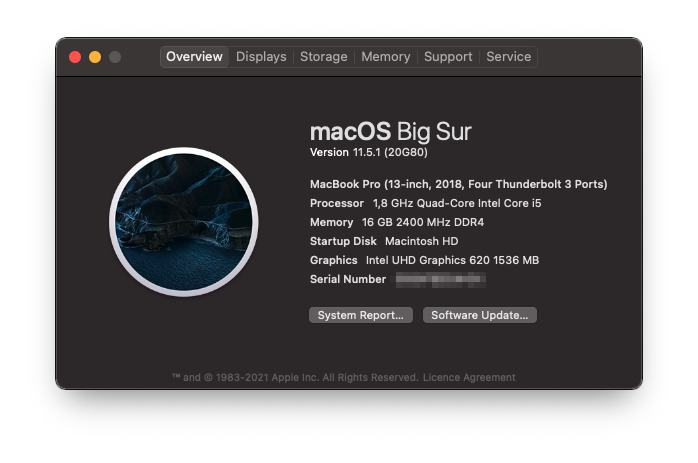 Overview Displays Storage Memory Support Service
macOS Big Sur
Version 11.5.1 (20G80)
MacBook Pro (13-inch, 2018, Four Thunderbolt 3 Ports)
Processor 1,8 GHz Quad-Core Intel Core i5
Memory 16 GB 2400 MHz DDR4
Startup Disk Macintosh HD
Graphics Intel UHD Graphics 620 1536 MB
Serial Number
System Report... Software Update...
™ and © 1983-2021 Apple Inc. All Rights Reserved. Licence Agreement